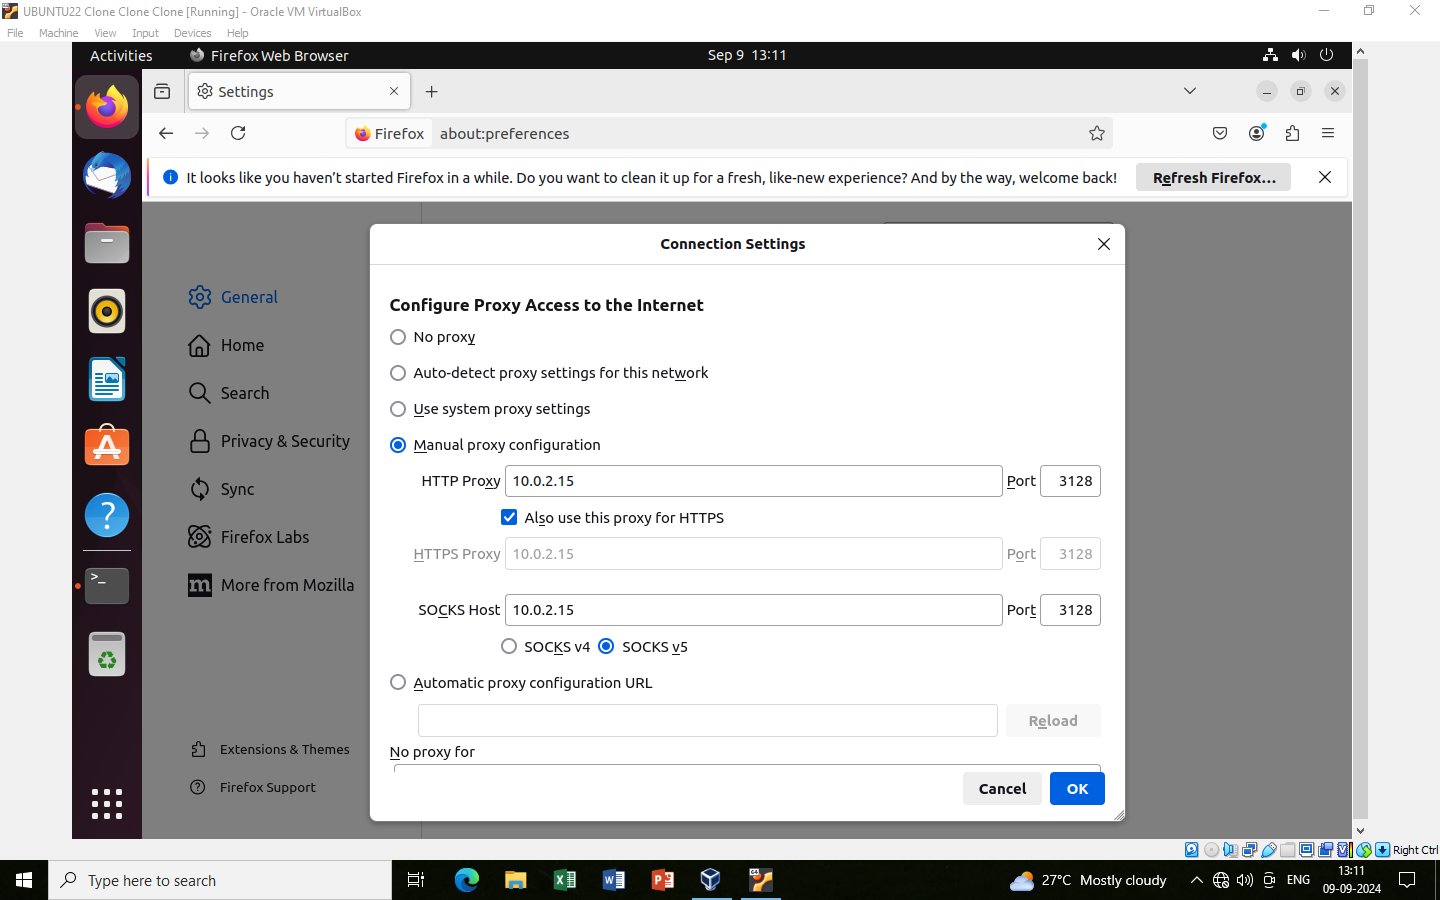 UBUNTU22 Clone Clone Clone [Running] - Oracle VM VirtualBox
File Machine View Input Devices Help
Activities Firefox Web Browser Sep 9 13:11
Settings
Firefox about:preferences
It looks like you haven’t started Firefox in a while. Do you want to clean it up for a fresh, like-new experience? And by the way, welcome back! Refresh Firefox…
Connection Settings
Configure Proxy Access to the Internet
No proxy
Auto-detect proxy settings for this network
Use system proxy settings
Manual proxy configuration
HTTP Proxy 10.0.2.15 Port 3128
Also use this proxy for HTTPS
HTTPS Proxy 10.0.2.15 Port 3128
SOCKS Host 10.0.2.15 Port 3128
SOCKS v4 SOCKS v5
Automatic proxy configuration URL
Reload
No proxy for
Cancel OK
General
Home
Search
Privacy & Security
Sync
Firefox Labs
More from Mozilla
Extensions & Themes
Firefox Support
Right Ctrl
Type here to search
27°C Mostly cloudy
ENG
13:11
09-09-2024